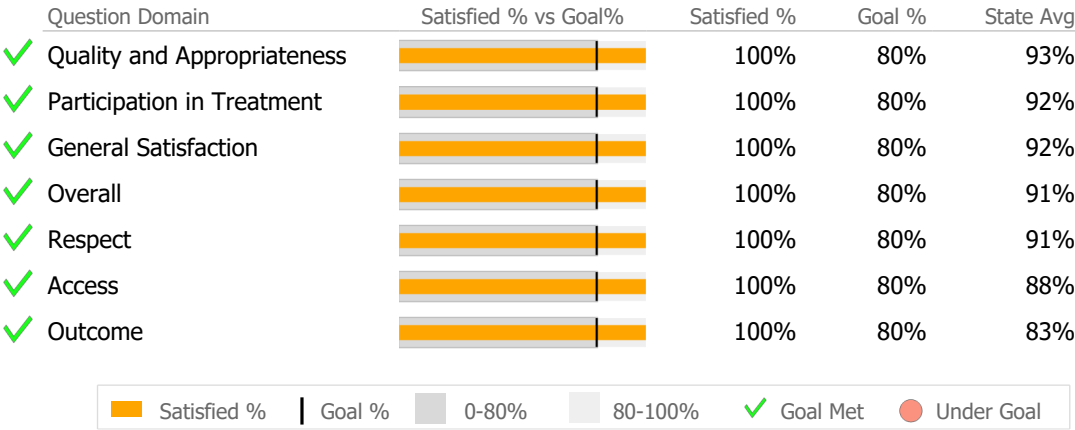 Question Domain Satisfied % vs Goal% Satisfied % Goal % State Avg
Quality and Appropriateness 100% 80% 93%
Participation in Treatment 100% 80% 92%
General Satisfaction 100% 80% 92%
Overall 100% 80% 91%
Respect 100% 80% 91%
Access 100% 80% 88%
Outcome 100% 80% 83%
Satisfied % Goal % 0-80% 80-100% Goal Met Under Goal